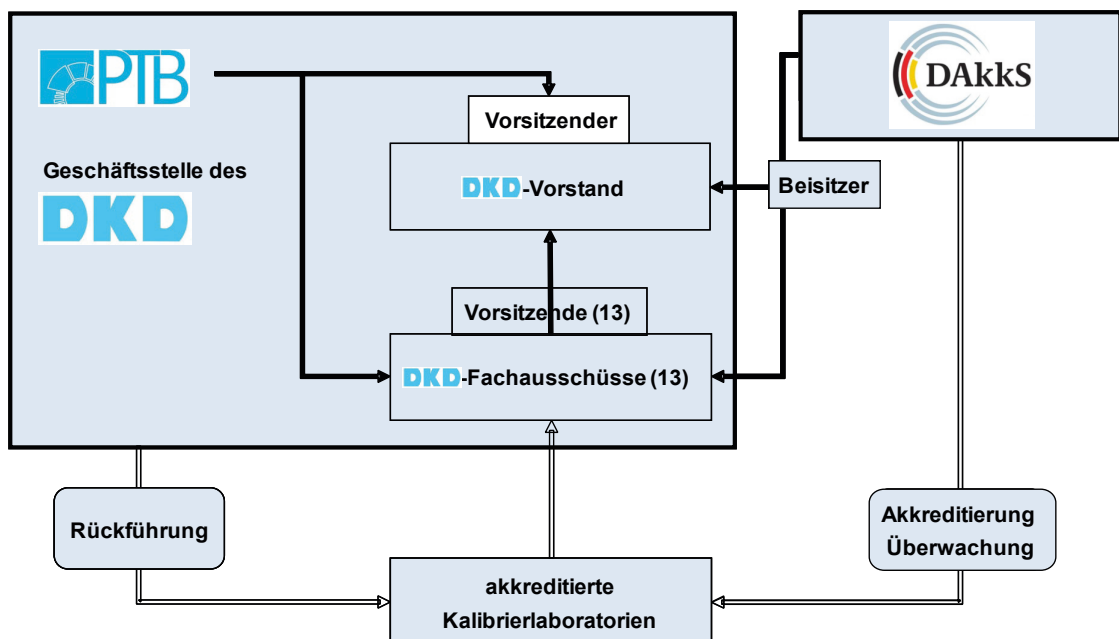 PTB
Geschäftsstelle des
DKD
Vorsitzender
DKD-Vorstand
Vorsitzende (13)
DKD-Fachausschüsse (13)
DAkkS
Beisitzer
Rückführung
akkreditierte
Kalibrierlaboratorien
Akkreditierung
Überwachung